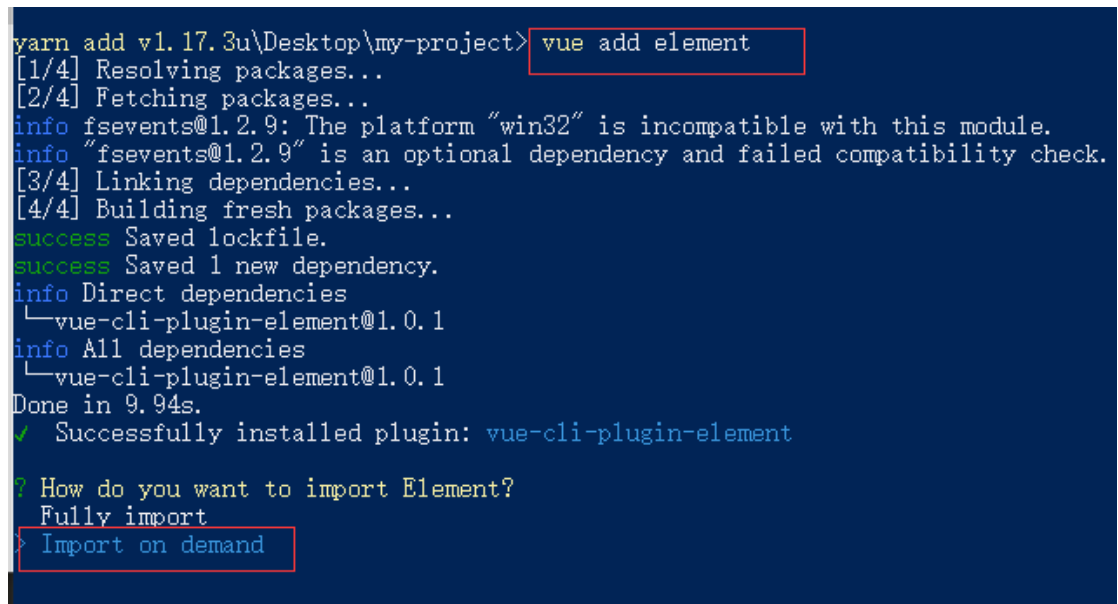 yarn add v1.17.3u\Desktop\my-project> vue add element
[1/4] Resolving packages...
[2/4] Fetching packages...
info fsevents@1.2.9: The platform "win32" is incompatible with this module.
info "fsevents@1.2.9" is an optional dependency and failed compatibility check.
[3/4] Linking dependencies...
[4/4] Building fresh packages...
success Saved lockfile.
success Saved 1 new dependency.
info Direct dependencies
└─vue-cli-plugin-element@1.0.1
info All dependencies
└─vue-cli-plugin-element@1.0.1
Done in 9.94s.
√ Successfully installed plugin: vue-cli-plugin-element
? How do you want to import Element?
Fully import
> Import on demand